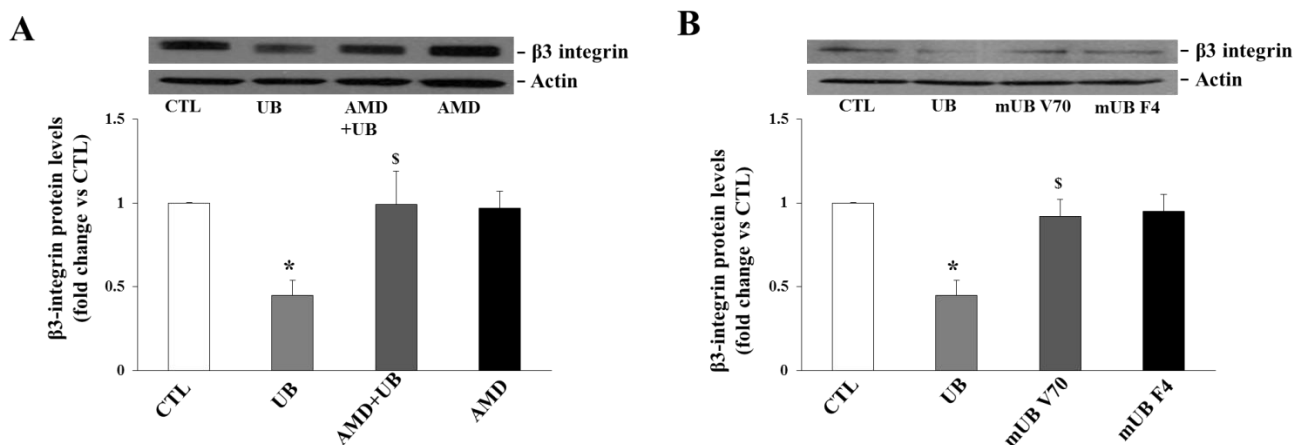 A
– β3 integrin
– Actin
CTL UB AMD AMD
+UB
β3-integrin protein levels
(fold change vs CTL)
1.5
1
0.5
0
*
$
CTL UB AMD+UB AMD
B
– β3 integrin
– Actin
CTL UB mUB V70 mUB F4
β3-integrin protein levels
(fold change vs CTL)
1.5
1
0.5
0
*
$
CTL UB mUB V70 mUB F4